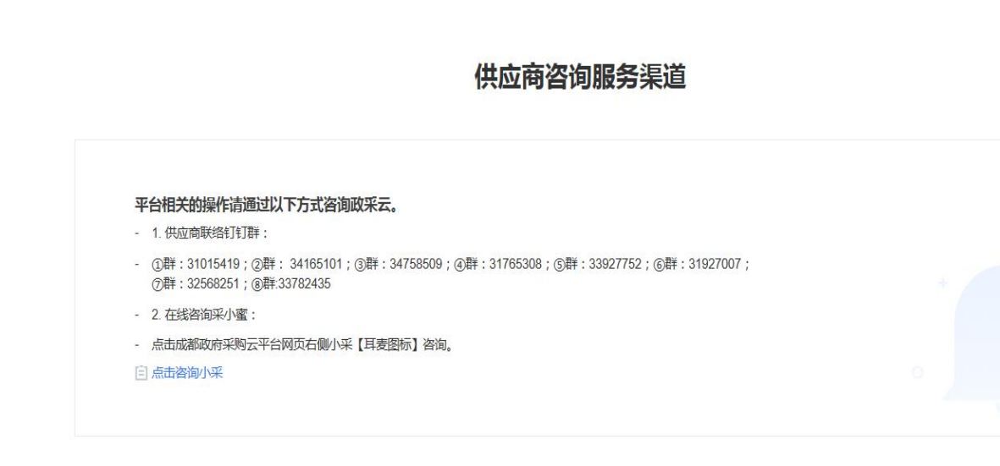 供应商咨询服务渠道
平台相关的操作请通过以下方式咨询政采云。
- 1. 供应商联络钉钉群：
- ①群：31015419；②群： 34165101；③群：34758509；④群：31765308；⑤群：33927752；⑥群：31927007；
⑦群：32568251；⑧群:33782435
- 2. 在线咨询采小蜜：
- 点击成都政府采购云平台网页右侧小采【耳麦图标】咨询。
点击咨询小采